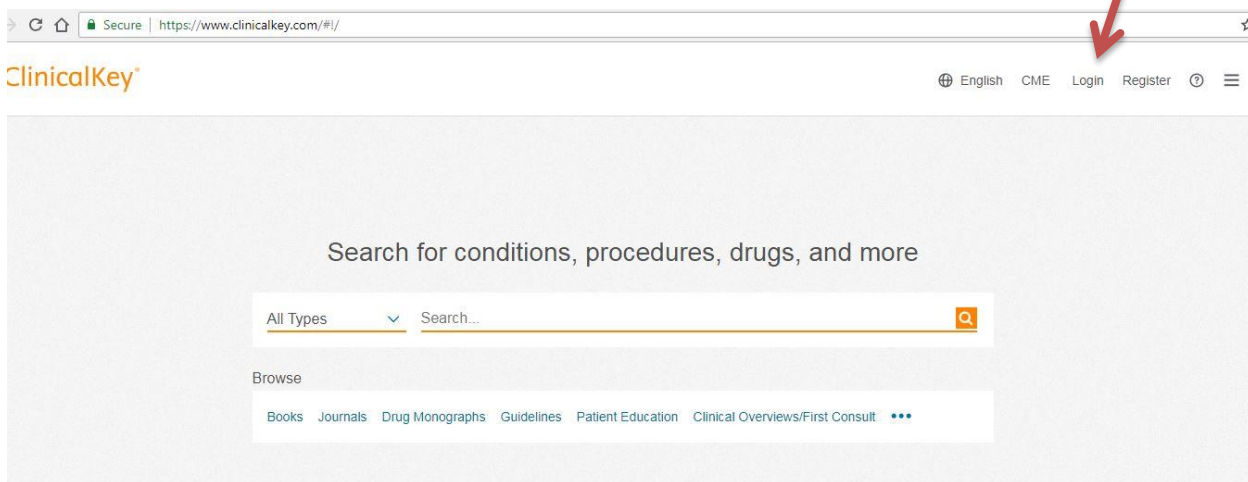 Secure | https://www.clinicalkey.com/#!/
ClinicalKey®
English CME Login Register ?
Search for conditions, procedures, drugs, and more
All Types Search...
Browse
Books Journals Drug Monographs Guidelines Patient Education Clinical Overviews/First Consult •••